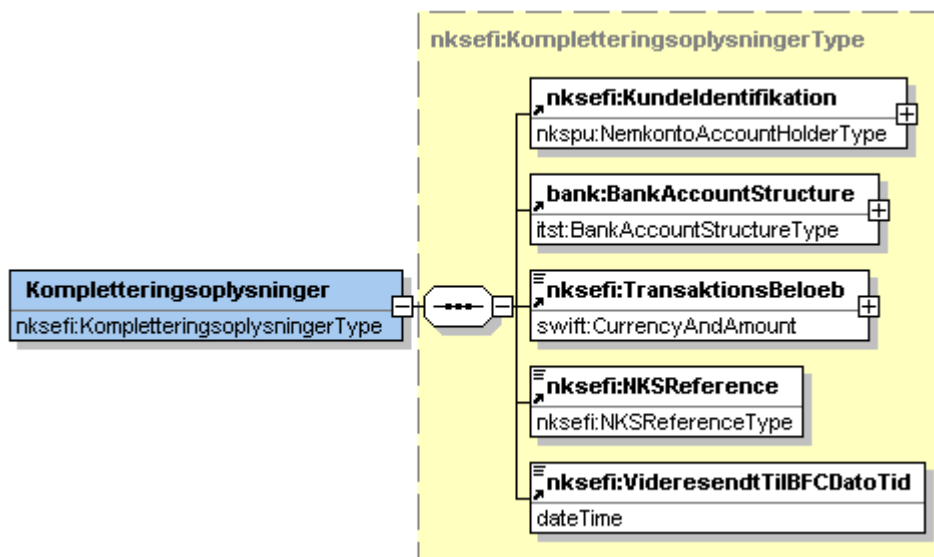 nksefi:KompletteringsoplysningerType
nksefi:KundeIdentifikation
nkspu:NemkontoAccountHolderType
bank:BankAccountStructure
itst:BankAccountStructureType
Kompletteringsoplysninger
nksefi:KompletteringsoplysningerType
nksefi:TransaktionsBeloeb
swift:CurrencyAndAmount
nksefi:NKSReference
nksefi:NKSReferenceType
nksefi:VideresendtTilBFCDatoTid
dateTime